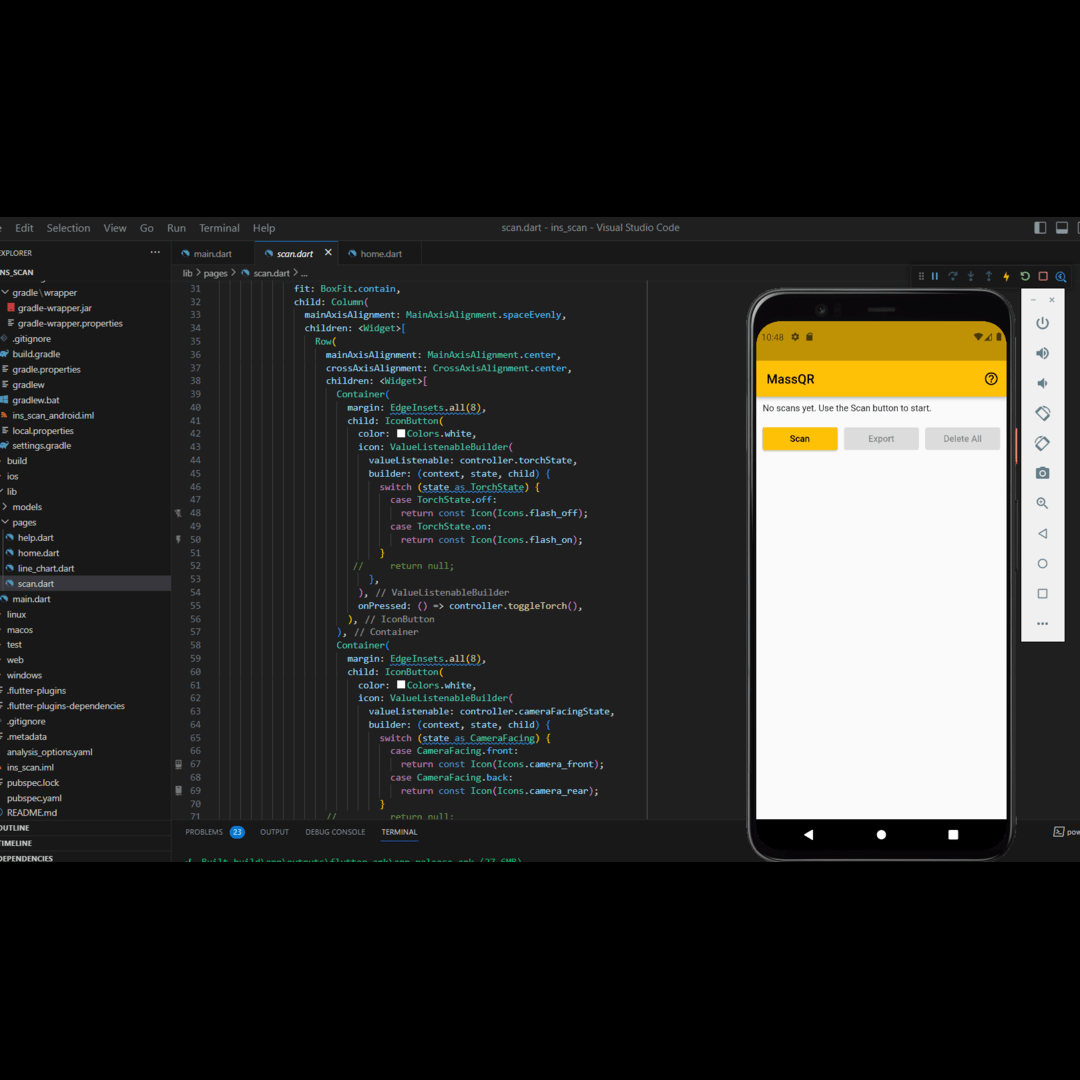 Edit Selection View Go Run Terminal Help
scan.dart - ins_scan - Visual Studio Code
EXPLORER
INS_SCAN
gradle \ wrapper
gradle-wrapper.jar
gradle-wrapper.properties
.gitignore
build.gradle
gradle.properties
gradlew
gradlew.bat
ins_scan_android.iml
local.properties
settings.gradle
build
ios
lib
models
pages
help.dart
home.dart
line_chart.dart
scan.dart
main.dart
linux
macos
test
web
windows
.flutter-plugins
.flutter-plugins-dependencies
.gitignore
.metadata
analysis_options.yaml
ins_scan.iml
pubspec.lock
pubspec.yaml
README.md
OUTLINE
TIMELINE
DEPENDENCIES
main.dart scan.dart home.dart
lib > pages > scan.dart > ...
31 fit: BoxFit.contain,
32 child: Column(
33 mainAxisAlignment: MainAxisAlignment.spaceEvenly,
34 children: <Widget>[
35 Row(
36 mainAxisAlignment: MainAxisAlignment.center,
37 crossAxisAlignment: CrossAxisAlignment.center,
38 children: <Widget>[
39 Container(
40 margin: EdgeInsets.all(8),
41 child: IconButton(
42 color: Colors.white,
43 icon: ValueListenableBuilder(
44 valueListenable: controller.torchState,
45 builder: (context, state, child) {
46 switch (state as TorchState) {
47 case TorchState.off:
48 return const Icon(Icons.flash_off);
49 case TorchState.on:
50 return const Icon(Icons.flash_on);
51 }
52 // return null;
53 },
54 ), // ValueListenableBuilder
55 onPressed: () => controller.toggleTorch(),
56 ), // IconButton
57 ), // Container
58 Container(
59 margin: EdgeInsets.all(8),
60 child: IconButton(
61 color: Colors.white,
62 icon: ValueListenableBuilder(
63 valueListenable: controller.cameraFacingState,
64 builder: (context, state, child) {
65 switch (state as CameraFacing) {
66 case CameraFacing.front:
67 return const Icon(Icons.camera_front);
68 case CameraFacing.back:
69 return const Icon(Icons.camera_rear);
70 }
71 // return null;
PROBLEMS 23 OUTPUT DEBUG CONSOLE TERMINAL
pow
10:48
MassQR
No scans yet. Use the Scan button to start.
Scan Export Delete All